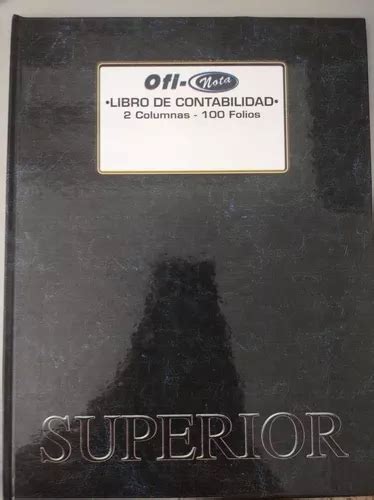 Ofi-Nota
•LIBRO DE CONTABILIDAD•
2 Columnas - 100 Folios
SUPERIOR